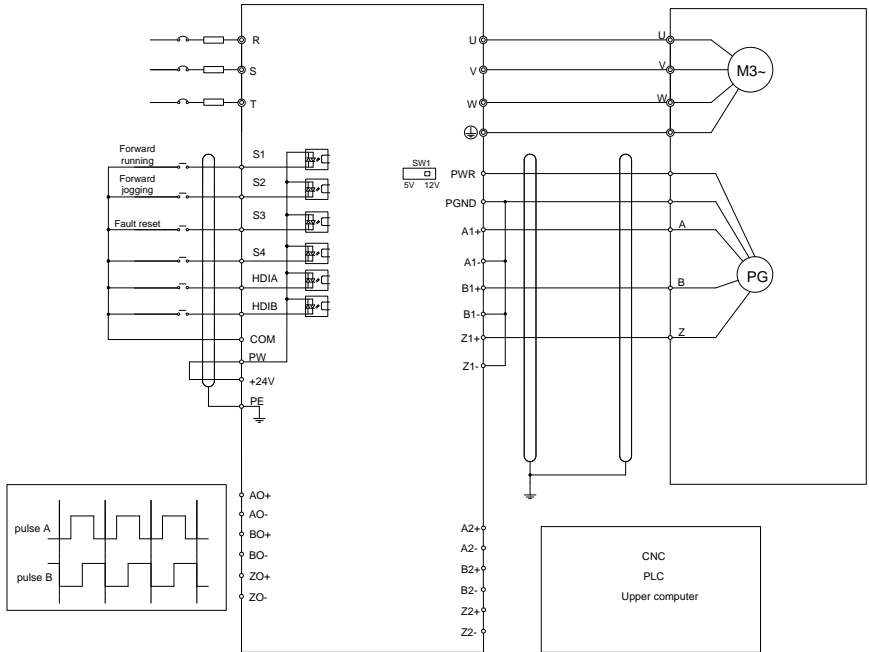 R
S
T
U
V
W
U
V
W
M3~
Forward
running
Forward
jogging
Fault reset
S1
S2
S3
S4
HDIA
HDIB
COM
PW
+24V
PE
SW1
5V 12V
PWR
PGND
A1+
A1-
B1+
B1-
Z1+
Z1-
A
B
Z
PG
pulse A
pulse B
AO+
AO-
BO+
BO-
ZO+
ZO-
A2+
A2-
B2+
B2-
Z2+
Z2-
CNC
PLC
Upper computer